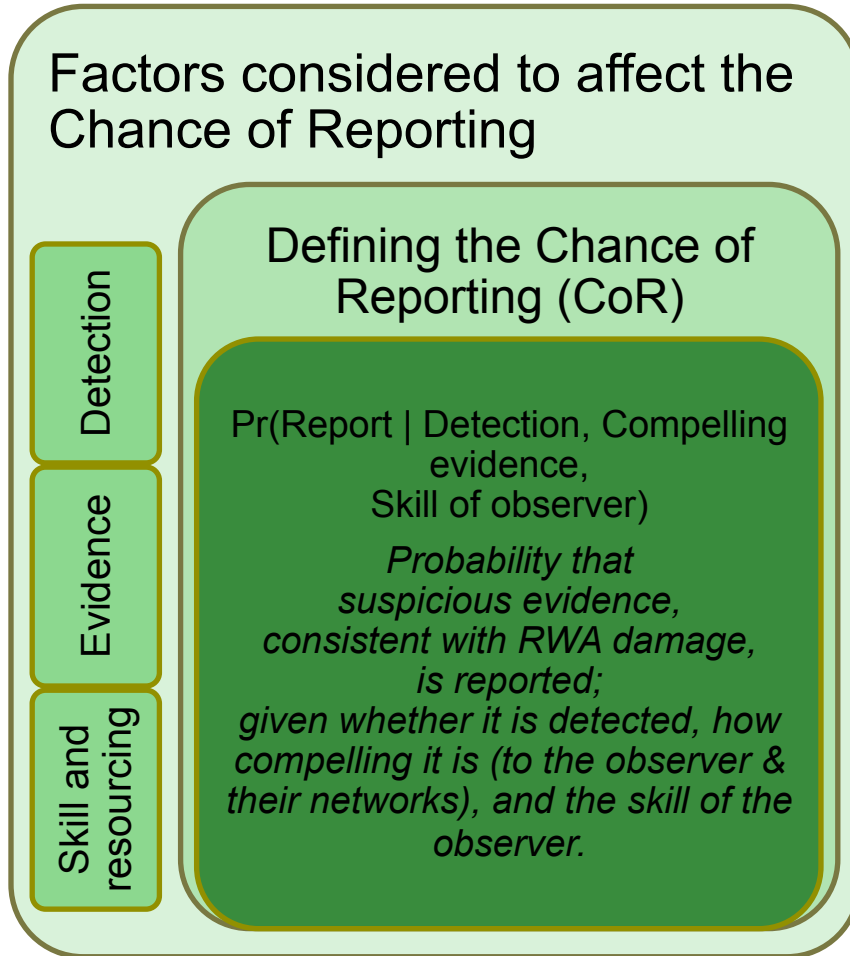 Factors considered to affect the
Chance of Reporting
Detection
Evidence
Skill and
resourcing
Defining the Chance of
Reporting (CoR)
Pr(Report | Detection, Compelling
evidence,
Skill of observer)
Probability that
suspicious evidence,
consistent with RWA damage,
is reported;
given whether it is detected, how
compelling it is (to the observer &
their networks), and the skill of the
observer.